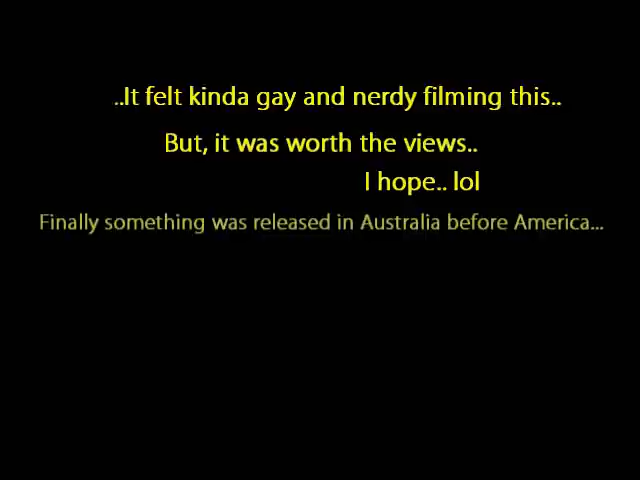 ..It felt kinda gay and nerdy filming this..
But, it was worth the views..
I hope.. lol
Finally something was released in Australia before America...